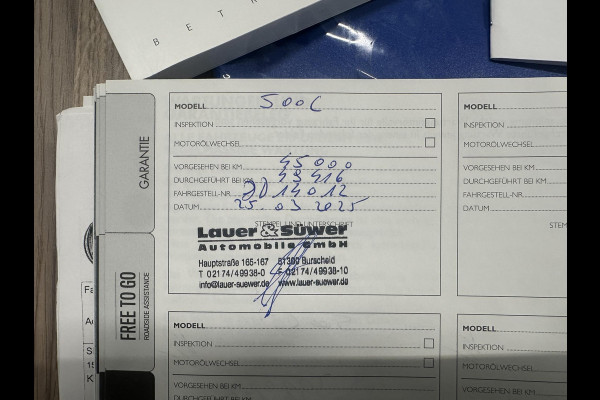 BET
MODELL 500C
INSPEKTION
MOTORÖLWECHSEL
VORGESEHEN BEI KM 45000
DURCHGEFÜHRT BEI KM
FAHRGESTELL-NR.
DATUM 25.03.2025
STEMPEL UND UNTERSCHRIFT
Lauer & Süwer
Automobile GmbH
Hauptstraße 165-167 51399 Burscheid
T 02174/49938-0 F 02174/49938-10
info@lauer-suewer.de www.lauer-suewer.de
GARANTIE
FREE TO GO
ROADSIDE ASSISTANCE
MODELL
INSPEKTION
MOTORÖLWECHSEL
VORGESEHEN BEI KM
DURCHGEFÜHRT BEI KM
FAHRGESTELL-NR.
DATUM
STEM
MODELL
INSPEKTION
MOTORÖLWECHSEL
VORGESEHEN BEI KM
MODELL
INSPEKTION
MOTORÖLWECHSEL
VORGESEHEN BEI KM